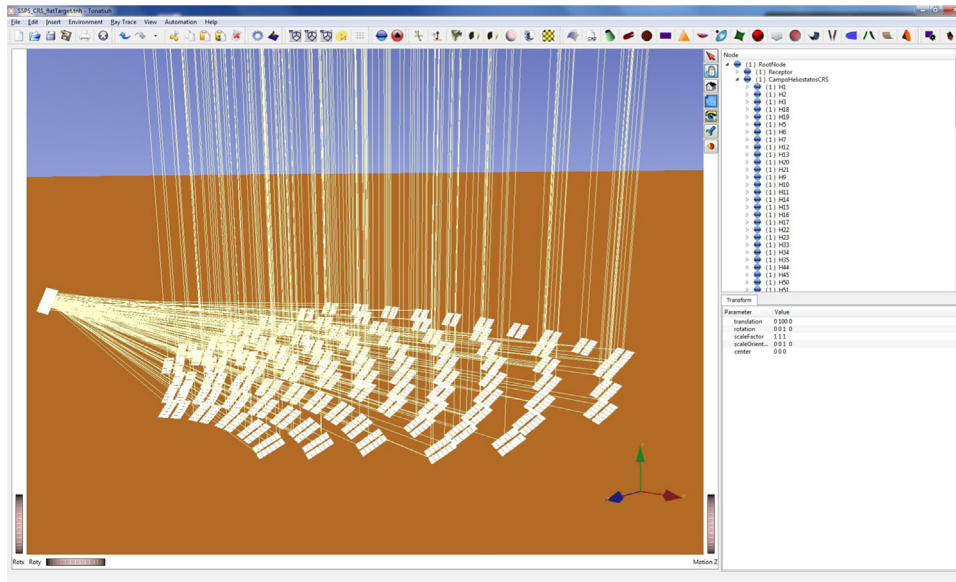 SSPS_CRS_flatTarget.tnh - Tonatiuh
File Edit Insert Environment Ray Trace View Automation Help
Node
(1) RootNode
(1) Receptor
(1) CampoHeliostatosCRS
(1) H1
(1) H2
(1) H3
(1) H18
(1) H19
(1) H5
(1) H6
(1) H7
(1) H12
(1) H13
(1) H20
(1) H21
(1) H9
(1) H10
(1) H11
(1) H14
(1) H15
(1) H16
(1) H17
(1) H22
(1) H23
(1) H33
(1) H34
(1) H35
(1) H44
(1) H45
(1) H50
(1) H51
Transform
Parameter Value
translation 0 100 0
rotation 0 0 1 0
scaleFactor 1 1 1
scaleOrient... 0 0 1 0
center 0 0 0
Rotx Roty Motion Z